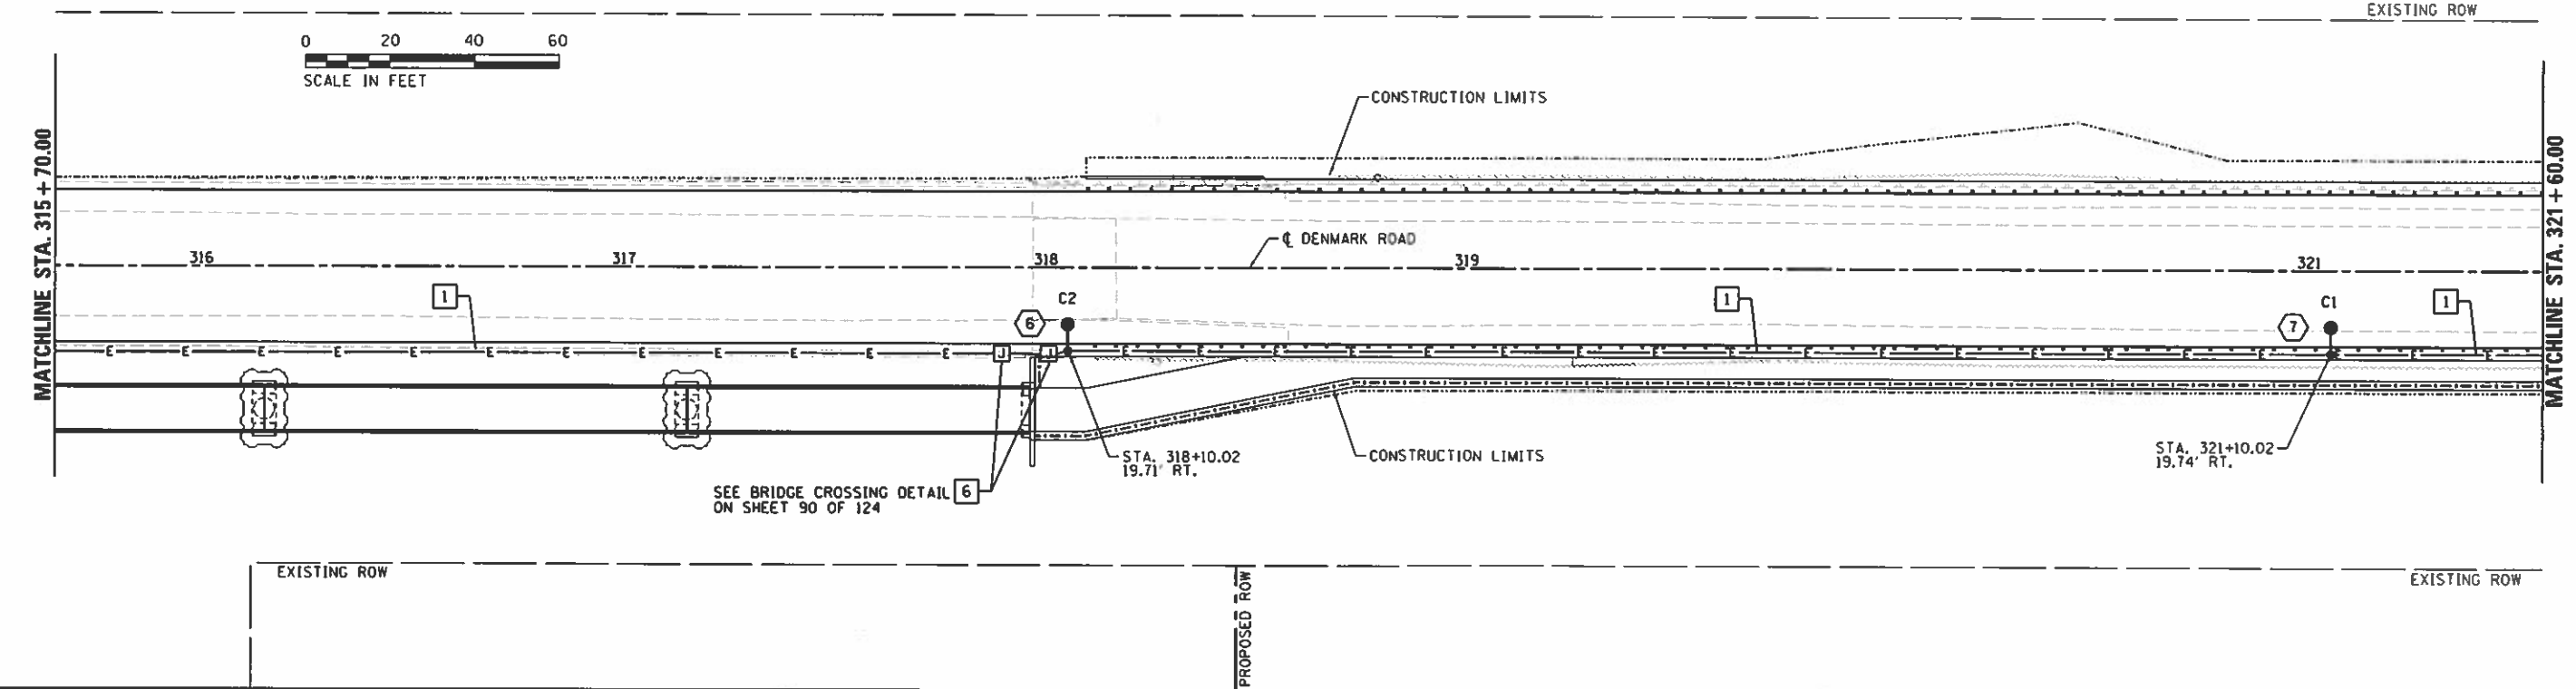 EXISTING ROW
0 20 40 60
SCALE IN FEET
CONSTRUCTION LIMITS
MATCHLINE STA. 315+70.00
MATCHLINE STA. 321+60.00
℄ DENMARK ROAD
316 317 318 319 321
1
1
1
C2
C1
6
7
E E E E E E E E E E E E J J E E E E E E E E E E E E E E E E E E E
STA. 318+10.02
19.71' RT.
CONSTRUCTION LIMITS
STA. 321+10.02
19.74' RT.
SEE BRIDGE CROSSING DETAIL 6
ON SHEET 90 OF 124
EXISTING ROW
PROPOSED ROW
EXISTING ROW